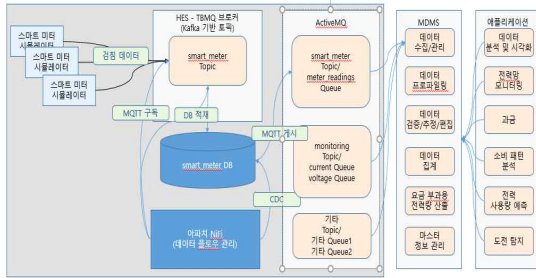 스마트 미터
시뮬레이터
스마트 미터
시뮬레이터
스마트 미터
시뮬레이터
검침 데이터
HES - TBMQ 브로커
(Kafka 기반 토픽)
smart_meter
Topic
MQTT 구독
DB 적재
smart_meter DB
아파치 NiFi
(데이터 플로우 관리)
MQTT 게시
CDC
ActiveMQ
smart_meter
Topic/
meter_readings
Queue
monitoring
Topic/
current Queue
voltage Queue
기타
Topic/
기타 Queue1
기타 Queue2
MDMS
데이터
수집/관리
데이터
프로파일링
데이터
검증/추정/편집
데이터
집계
요금 부과용
전력량 산출
마스터
정보 관리
애플리케이션
데이터
분석 및 시각화
전력망
모니터링
과금
소비 패턴
분석
전력
사용량 예측
도전 탐지